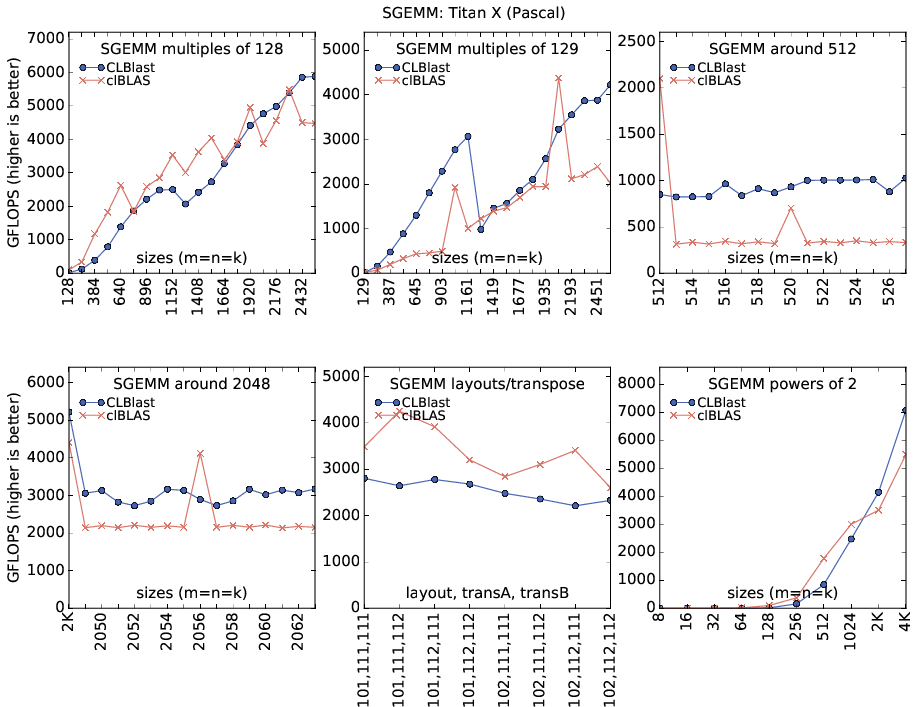 SGEMM: Titan X (Pascal)
GFLOPS (higher is better)
SGEMM multiples of 128
CLBlast
clBLAS
7000
6000
5000
4000
3000
2000
1000
0
sizes (m=n=k)
128 384 640 896 1152 1408 1664 1920 2176 2432
SGEMM multiples of 129
CLBlast
clBLAS
5000
4000
3000
2000
1000
0
sizes (m=n=k)
129 387 645 903 1161 1419 1677 1935 2193 2451
SGEMM around 512
CLBlast
clBLAS
2500
2000
1500
1000
500
0
sizes (m=n=k)
512 514 516 518 520 522 524 526
GFLOPS (higher is better)
SGEMM around 2048
CLBlast
clBLAS
6000
5000
4000
3000
2000
1000
0
sizes (m=n=k)
2K 2050 2052 2054 2056 2058 2060 2062
SGEMM layouts/transpose
CLBlast
clBLAS
5000
4000
3000
2000
1000
0
layout, transA, transB
101,111,111 101,111,112 101,112,111 101,112,112 102,111,111 102,111,112 102,112,111 102,112,112
SGEMM powers of 2
CLBlast
clBLAS
8000
7000
6000
5000
4000
3000
2000
1000
0
sizes (m=n=k)
8 16 32 64 128 256 512 1024 2K 4K